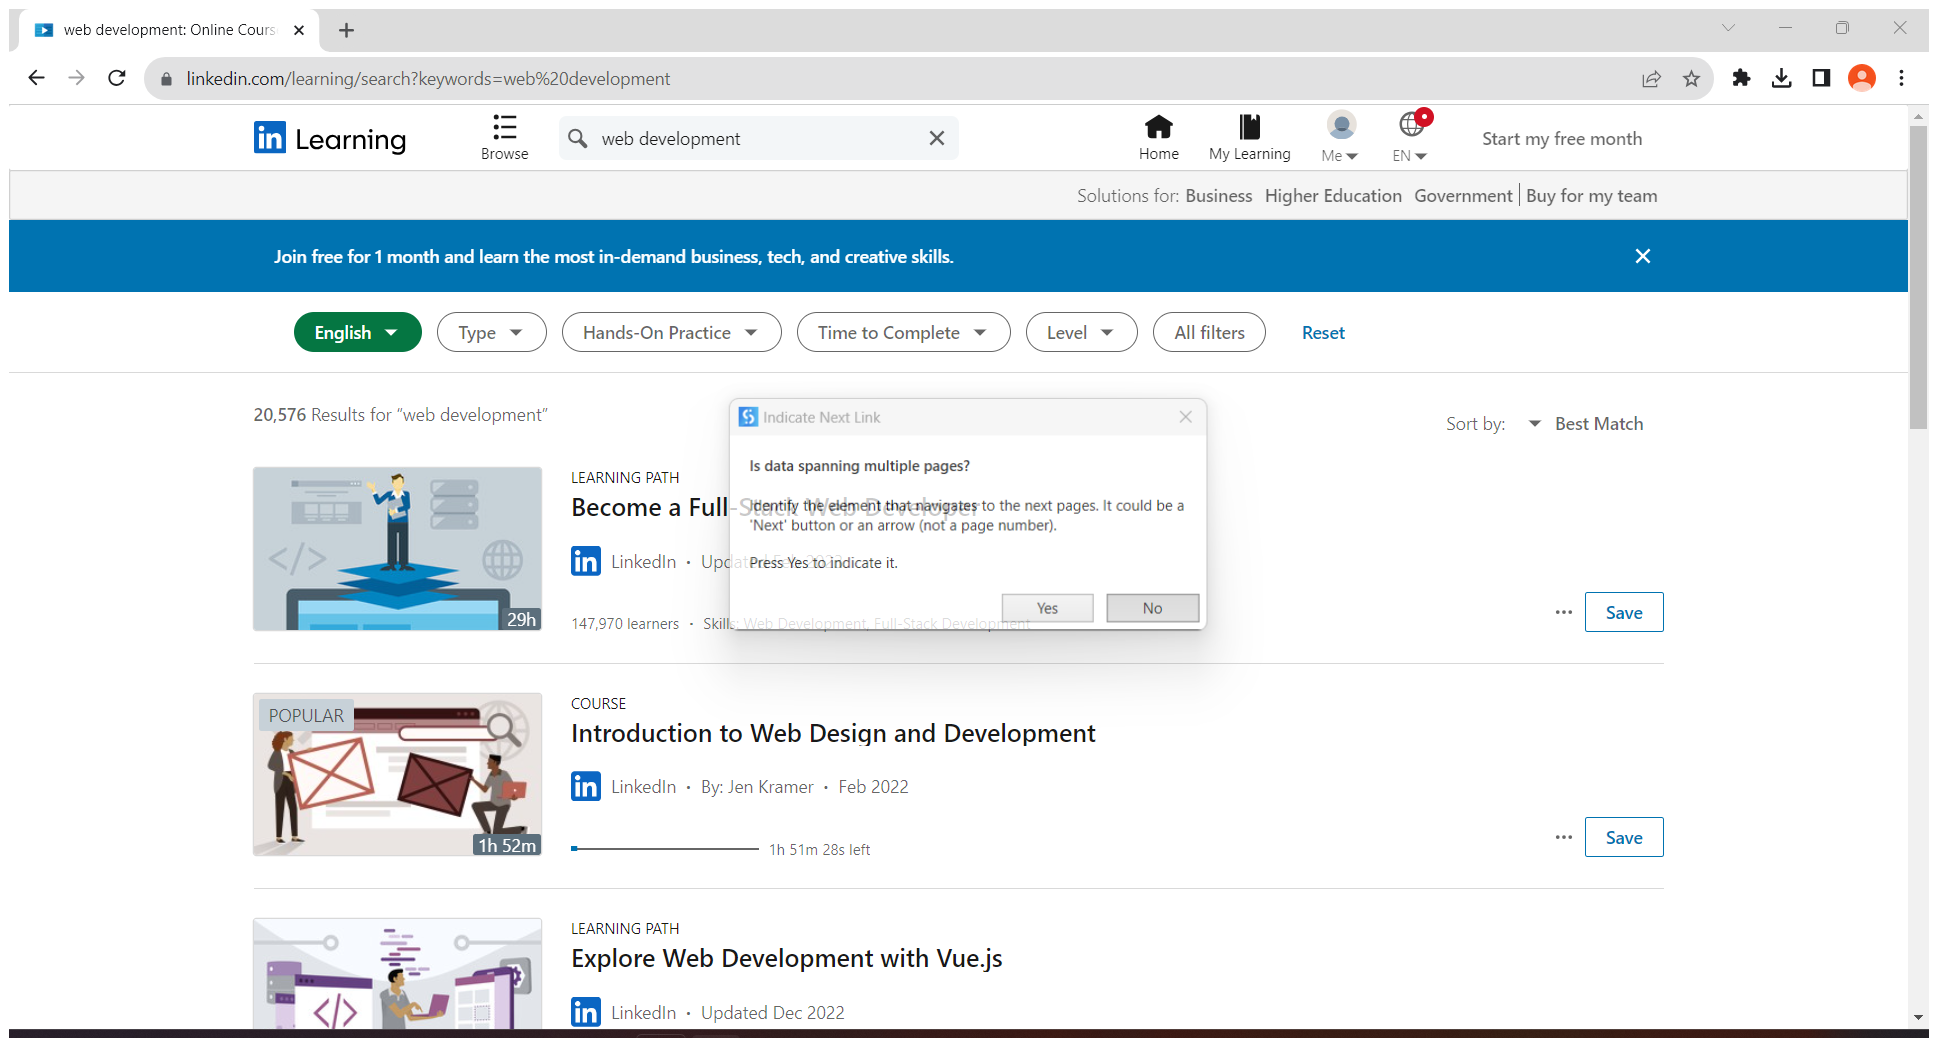 web development: Online Cours
linkedin.com/learning/search?keywords=web%20development
in Learning
Browse
web development
Home
My Learning
Me
EN
Start my free month
Solutions for: Business Higher Education Government Buy for my team
Join free for 1 month and learn the most in-demand business, tech, and creative skills.
English
Type
Hands-On Practice
Time to Complete
Level
All filters
Reset
20,576 Results for “web development”
Sort by: Best Match
Indicate Next Link
Is data spanning multiple pages?
Identify the element that navigates to the next pages. It could be a
'Next' button or an arrow (not a page number).
Press Yes to indicate it.
Yes
No
29h
LEARNING PATH
Become a Full-Stack Web Developer
in LinkedIn • Updated Feb 2022
147,970 learners • Skills: Web Development, Full-Stack Development
... Save
POPULAR
1h 52m
COURSE
Introduction to Web Design and Development
in LinkedIn • By: Jen Kramer • Feb 2022
1h 51m 28s left
... Save
</>
LEARNING PATH
Explore Web Development with Vue.js
in LinkedIn • Updated Dec 2022